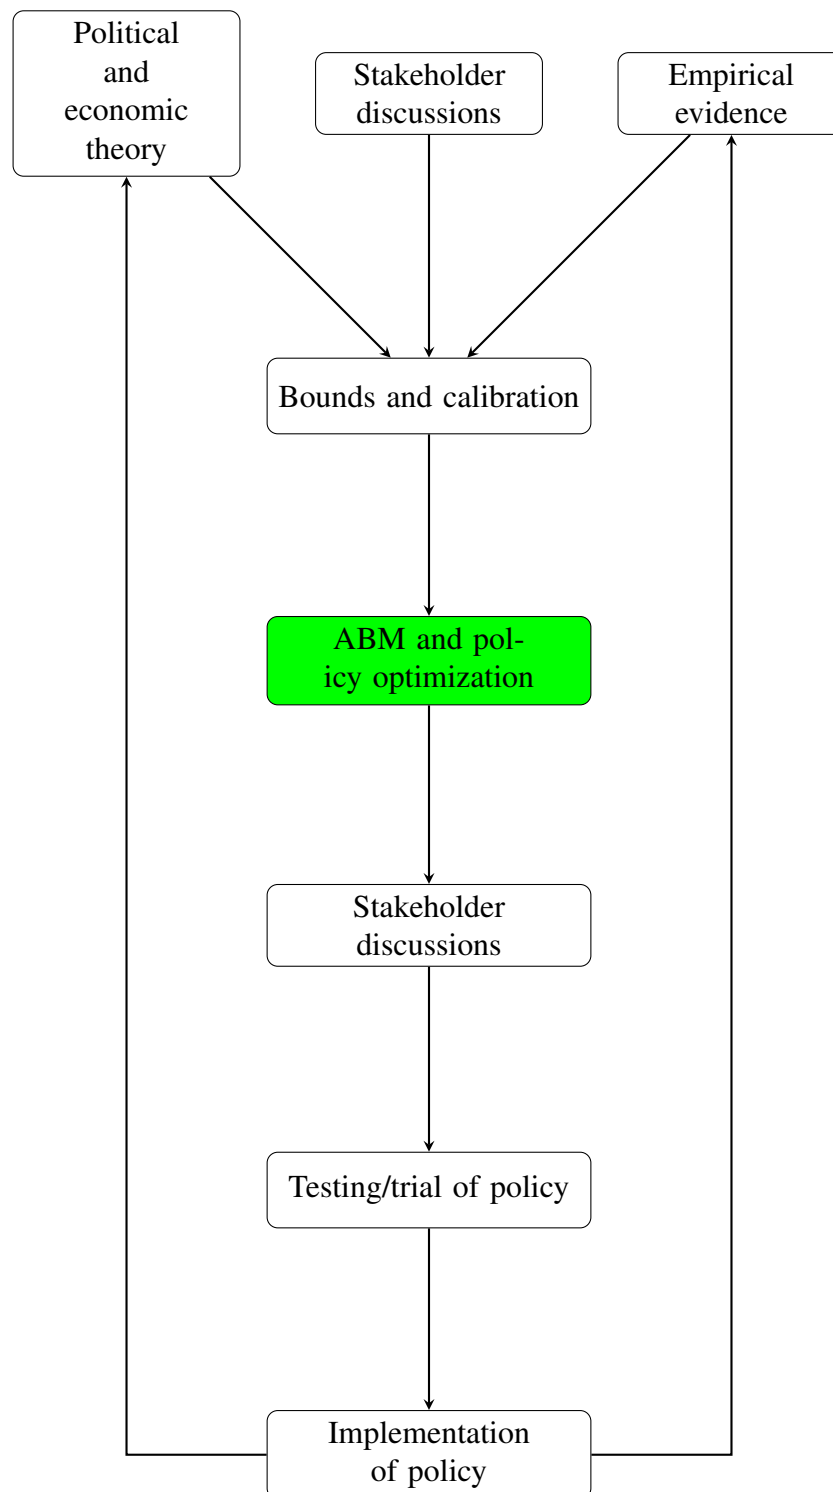 Political
and
economic
theory
Stakeholder
discussions
Empirical
evidence
Bounds and calibration
ABM and pol-
icy optimization
Stakeholder
discussions
Testing/trial of policy
Implementation
of policy